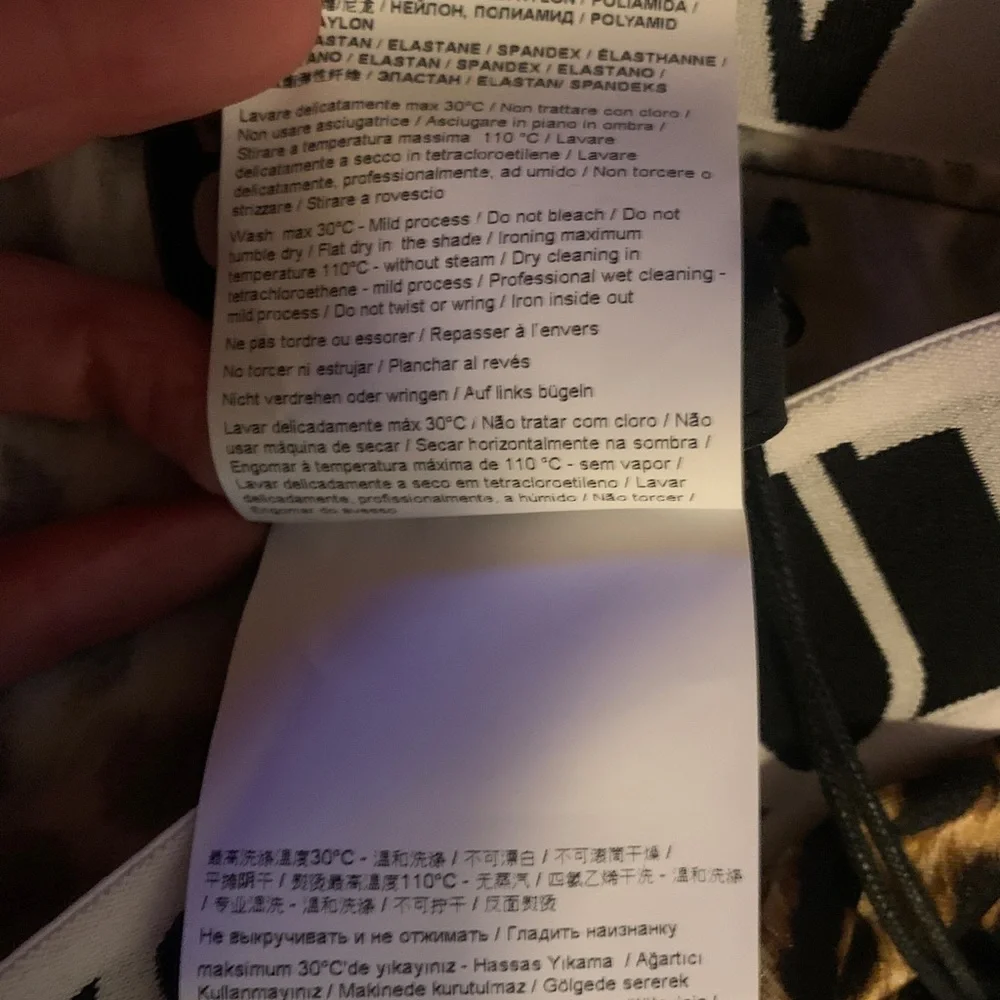 尼龙 / НЕЙЛОН, ПОЛИАМИД / POLYAMID
ELASTANE / SPANDEX / ÉLASTHANNE /
ELASTAN / SPANDEX / ELASTANO /
ЭЛАСТАН / ELASTAN/ SPANDEKS
Lavare delicatamente max 30°C / Non trattare con cloro /
Non usare asciugatrice / Asciugare in piano in ombra /
Stirare a temperatura massima 110 °C / Lavare
delicatamente a secco in tetracloroetilene / Lavare
delicatamente, professionalmente, ad umido / Non torcere o
strizzare / Stirare a rovescio
Wash max 30°C - Mild process / Do not bleach / Do not
tumble dry / Flat dry in the shade / Ironing maximum
temperature 110°C - without steam / Dry cleaning in
tetrachloroethene - mild process / Professional wet cleaning -
mild process / Do not twist or wring / Iron inside out
Ne pas tordre ou essorer / Repasser à l'envers
No torcer ni estrujar / Planchar al revés
Nicht verdrehen oder wringen / Auf links bügeln
Lavar delicadamente máx 30°C / Não tratar com cloro / Não
usar máquina de secar / Secar horizontalmente na sombra /
Engomar à temperatura máxima de 110 °C - sem vapor /
Lavar delicadamente a seco em tetracloroetileno / Lavar
delicadamente, profissionalmente, a húmido / Não torcer /
Engomar do avesso
最高洗涤温度30°C - 温和洗涤 / 不可漂白 / 不可滚筒干燥 /
平摊阴干 / 熨烫最高温度110°C - 无蒸汽 / 四氯乙烯干洗 - 温和洗涤
/ 专业湿洗 - 温和洗涤 / 不可拧干 / 反面熨烫
Не выкручивать и не отжимать / Гладить наизнанку
maksimum 30°C'de yıkayınız - Hassas Yıkama / Ağartıcı
Kullanmayınız / Makinede kurutulmaz / Gölgede sererek